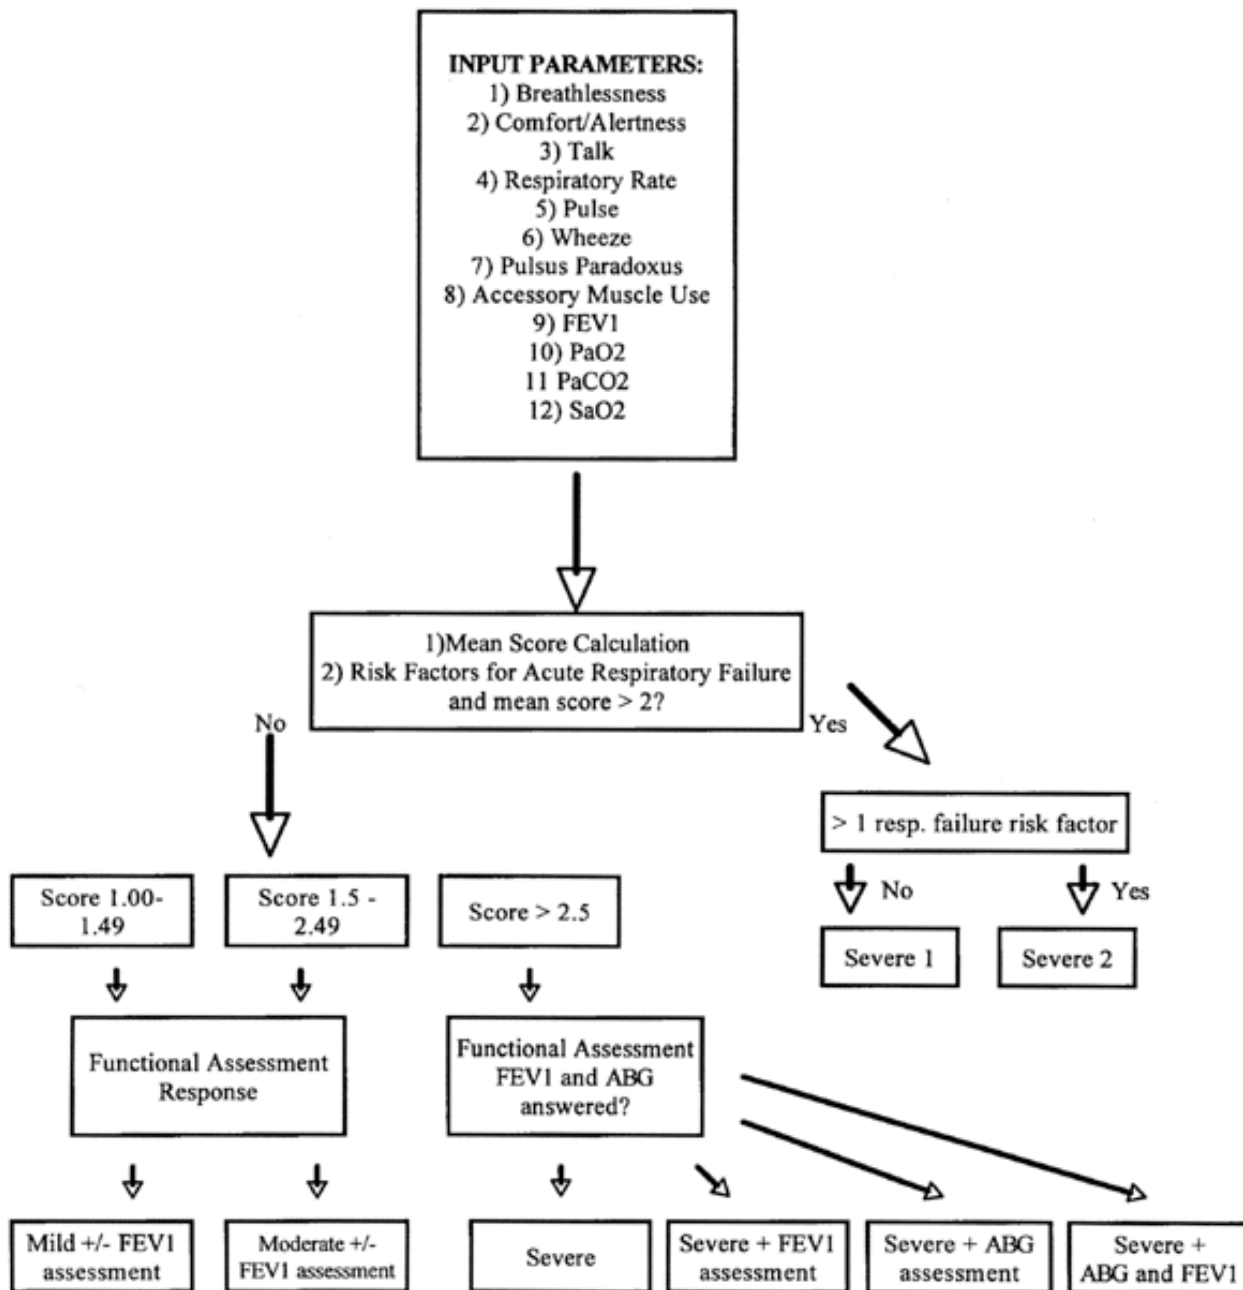 INPUT PARAMETERS:
1) Breathlessness
2) Comfort/Alertness
3) Talk
4) Respiratory Rate
5) Pulse
6) Wheeze
7) Pulsus Paradoxus
8) Accessory Muscle Use
9) FEV1
10) PaO2
11 PaCO2
12) SaO2
1)Mean Score Calculation
2) Risk Factors for Acute Respiratory Failure
and mean score > 2?
No
Yes
> 1 resp. failure risk factor
No
Yes
Severe 1
Severe 2
Score 1.00-
1.49
Score 1.5 -
2.49
Score > 2.5
Functional Assessment
Response
Functional Assessment
FEV1 and ABG
answered?
Mild +/- FEV1
assessment
Moderate +/-
FEV1 assessment
Severe
Severe + FEV1
assessment
Severe + ABG
assessment
Severe +
ABG and FEV1